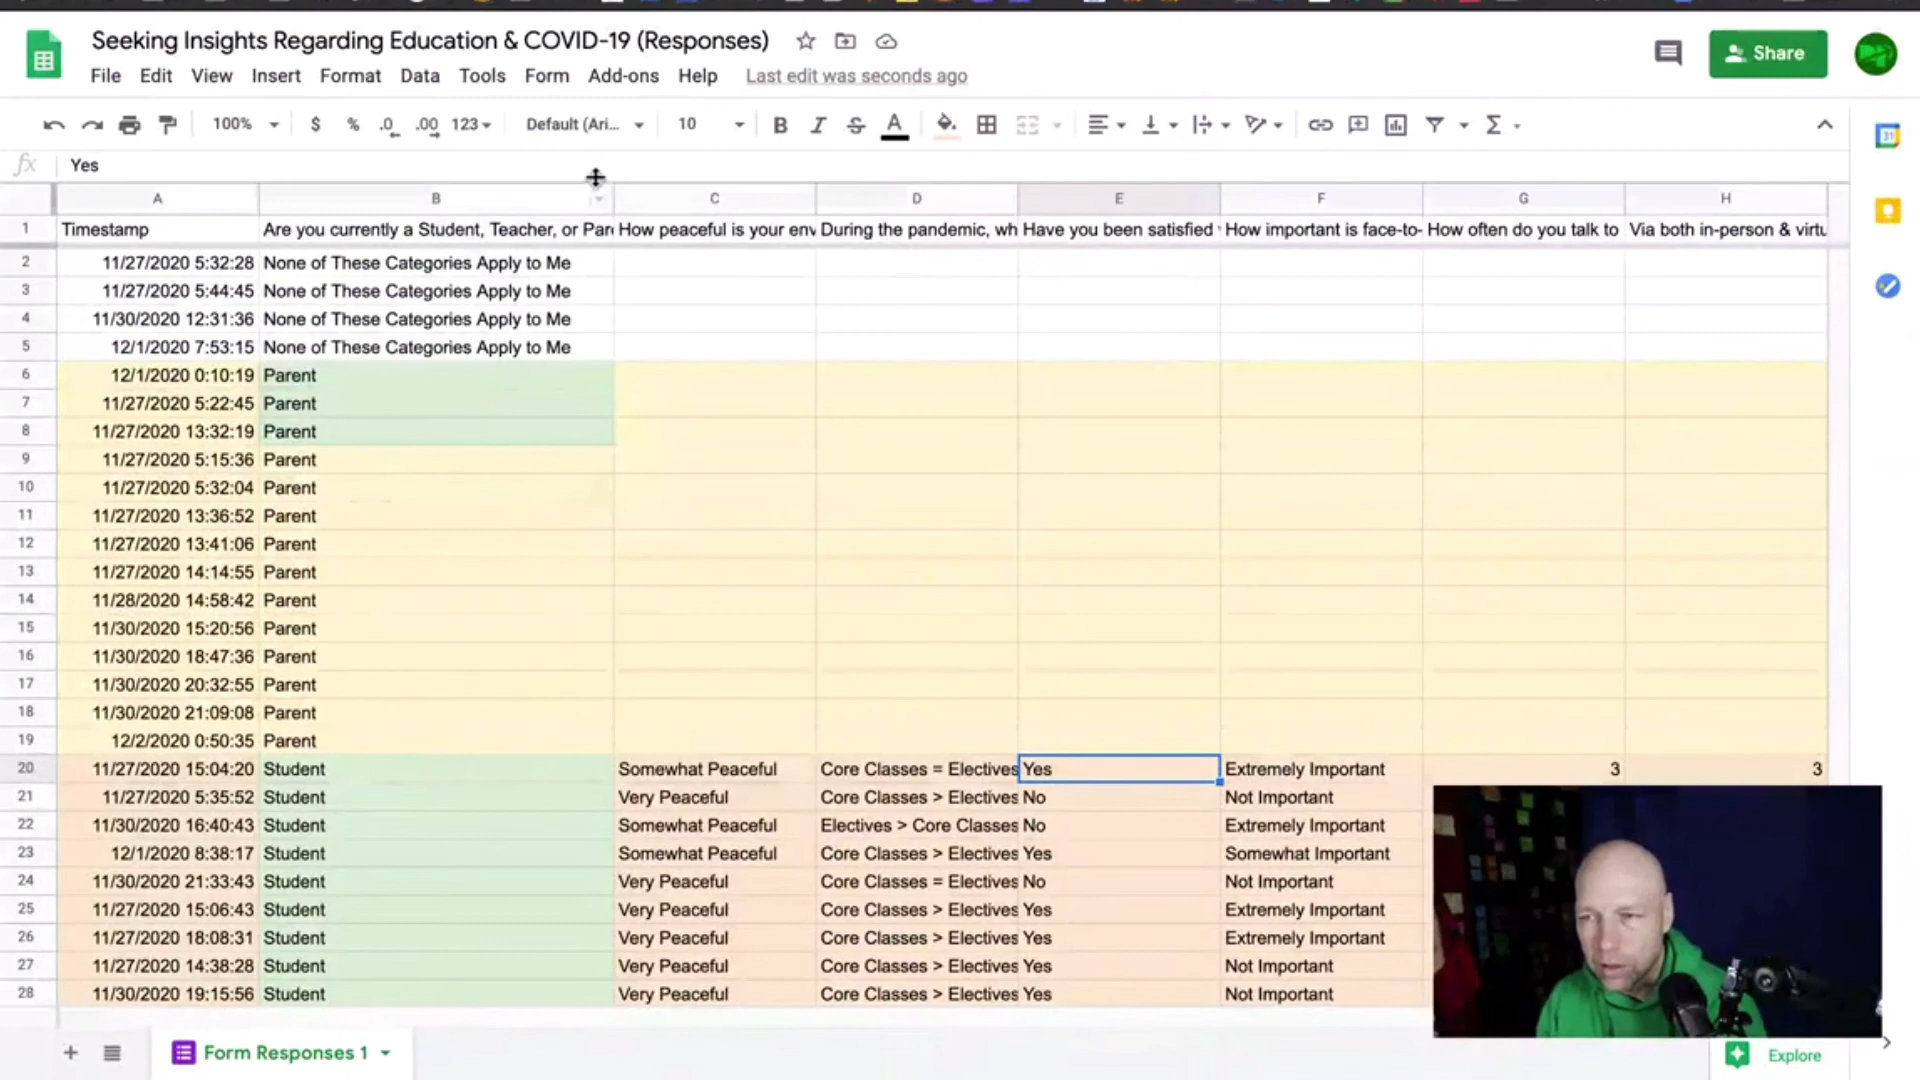 Seeking Insights Regarding Education & COVID-19 (Responses)
Share
File Edit View Insert Format Data Tools Form Add-ons Help Last edit was seconds ago
100% $ % .0 .00 123 Default (Ari... 10 B I S A Σ
31
fx Yes
A B C D E F G H
1 Timestamp Are you currently a Student, Teacher, or Par How peaceful is your env During the pandemic, wh Have you been satisfied How important is face-to- How often do you talk to Via both in-person & virtu
2 11/27/2020 5:32:28 None of These Categories Apply to Me
3 11/27/2020 5:44:45 None of These Categories Apply to Me
4 11/30/2020 12:31:36 None of These Categories Apply to Me
5 12/1/2020 7:53:15 None of These Categories Apply to Me
6 12/1/2020 0:10:19 Parent
7 11/27/2020 5:22:45 Parent
8 11/27/2020 13:32:19 Parent
9 11/27/2020 5:15:36 Parent
10 11/27/2020 5:32:04 Parent
11 11/27/2020 13:36:52 Parent
12 11/27/2020 13:41:06 Parent
13 11/27/2020 14:14:55 Parent
14 11/28/2020 14:58:42 Parent
15 11/30/2020 15:20:56 Parent
16 11/30/2020 18:47:36 Parent
17 11/30/2020 20:32:55 Parent
18 11/30/2020 21:09:08 Parent
19 12/2/2020 0:50:35 Parent
20 11/27/2020 15:04:20 Student Somewhat Peaceful Core Classes = Electives Yes Extremely Important 3 3
21 11/27/2020 5:35:52 Student Very Peaceful Core Classes > Electives No Not Important
22 11/30/2020 16:40:43 Student Somewhat Peaceful Electives > Core Classes No Extremely Important
23 12/1/2020 8:38:17 Student Somewhat Peaceful Core Classes > Electives Yes Somewhat Important
24 11/30/2020 21:33:43 Student Very Peaceful Core Classes = Electives No Not Important
25 11/27/2020 15:06:43 Student Very Peaceful Core Classes > Electives Yes Extremely Important
26 11/27/2020 18:08:31 Student Very Peaceful Core Classes > Electives Yes Extremely Important
27 11/27/2020 14:38:28 Student Very Peaceful Core Classes > Electives Yes Not Important
28 11/30/2020 19:15:56 Student Very Peaceful Core Classes > Electives Yes Not Important
Form Responses 1
Explore